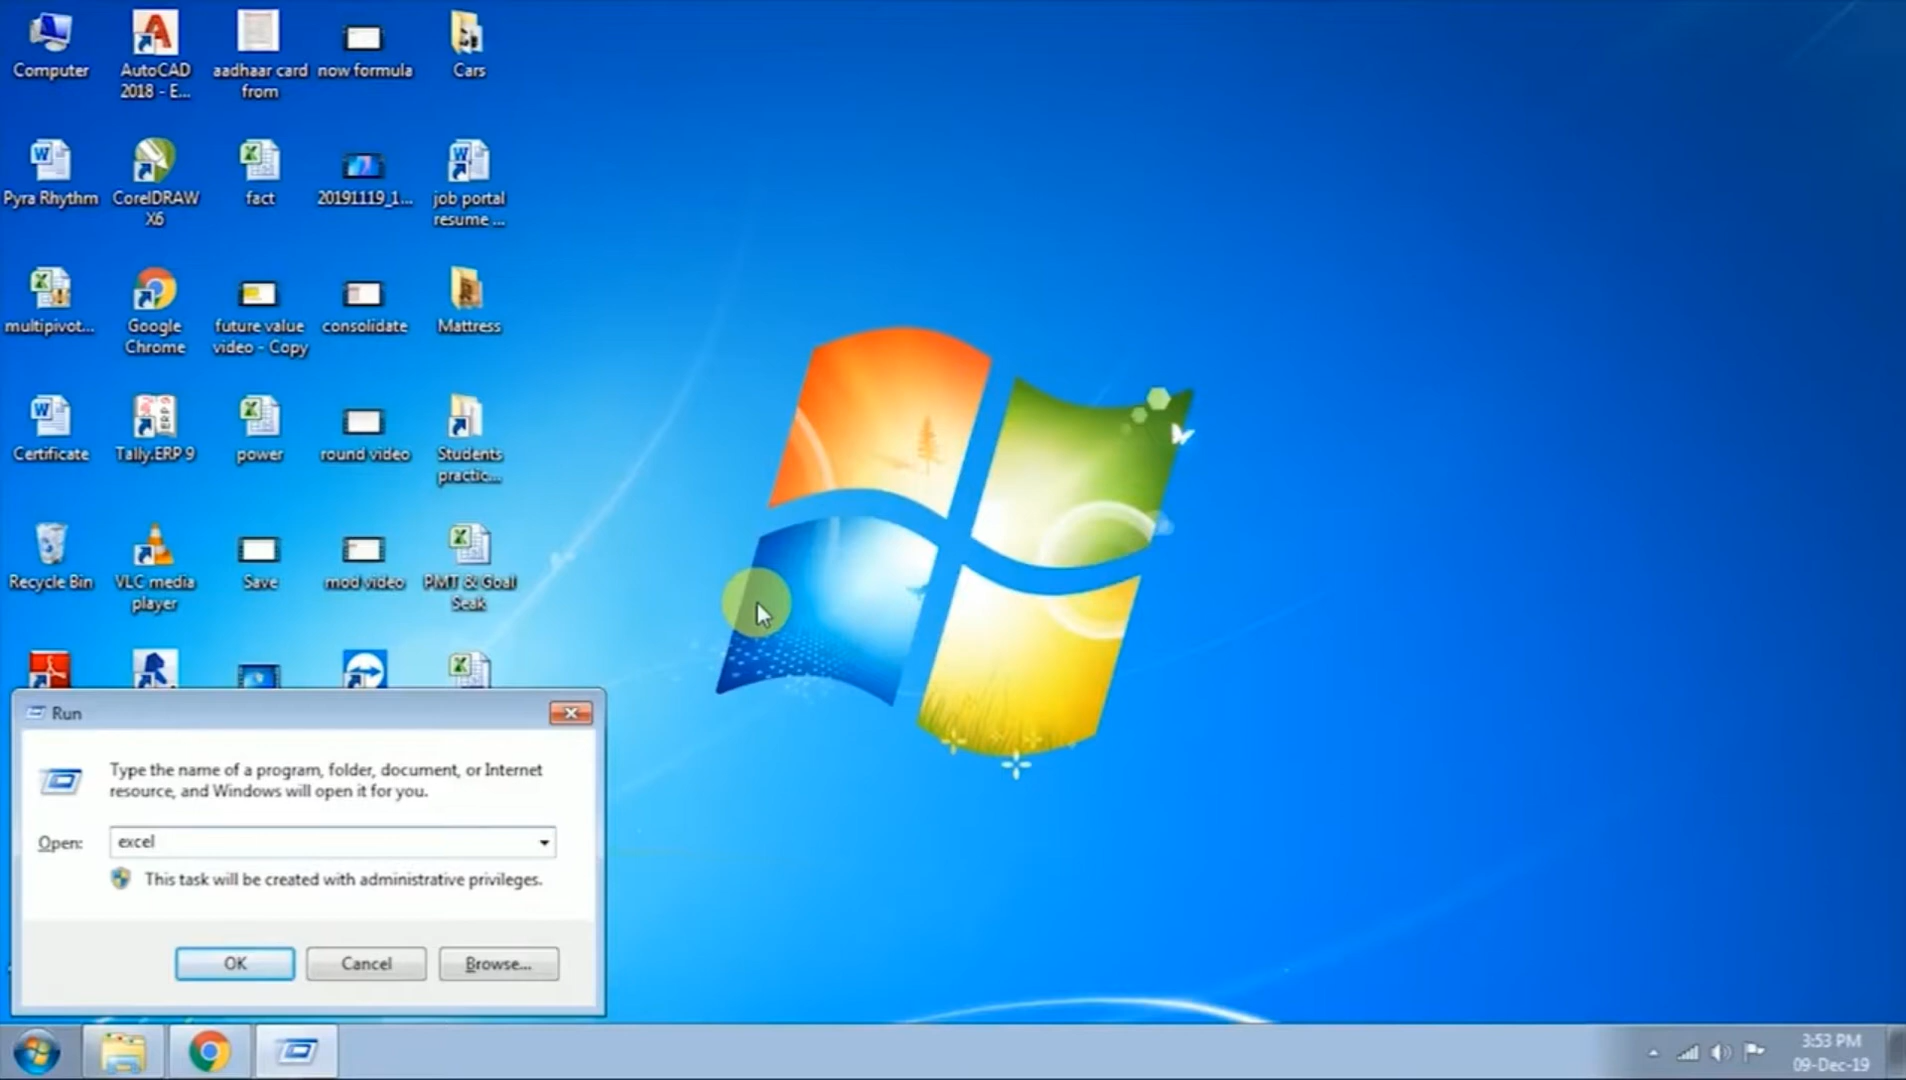 Computer
AutoCAD
2018 - E...
aadhaar card
from
now formula
Cars
Pyra Rhythm
CorelDRAW
X6
fact
20191119_1...
job portal
resume ...
multipivot...
Google
Chrome
future value
video - Copy
consolidate
Mattress
Certificate
Tally.ERP 9
power
round video
Students
practic...
Recycle Bin
VLC media
player
Save
mod video
PMT & Goal
Seak
Run
Type the name of a program, folder, document, or Internet
resource, and Windows will open it for you.
Open:
excel
This task will be created with administrative privileges.
OK
Cancel
Browse...
3:53 PM
09-Dec-19